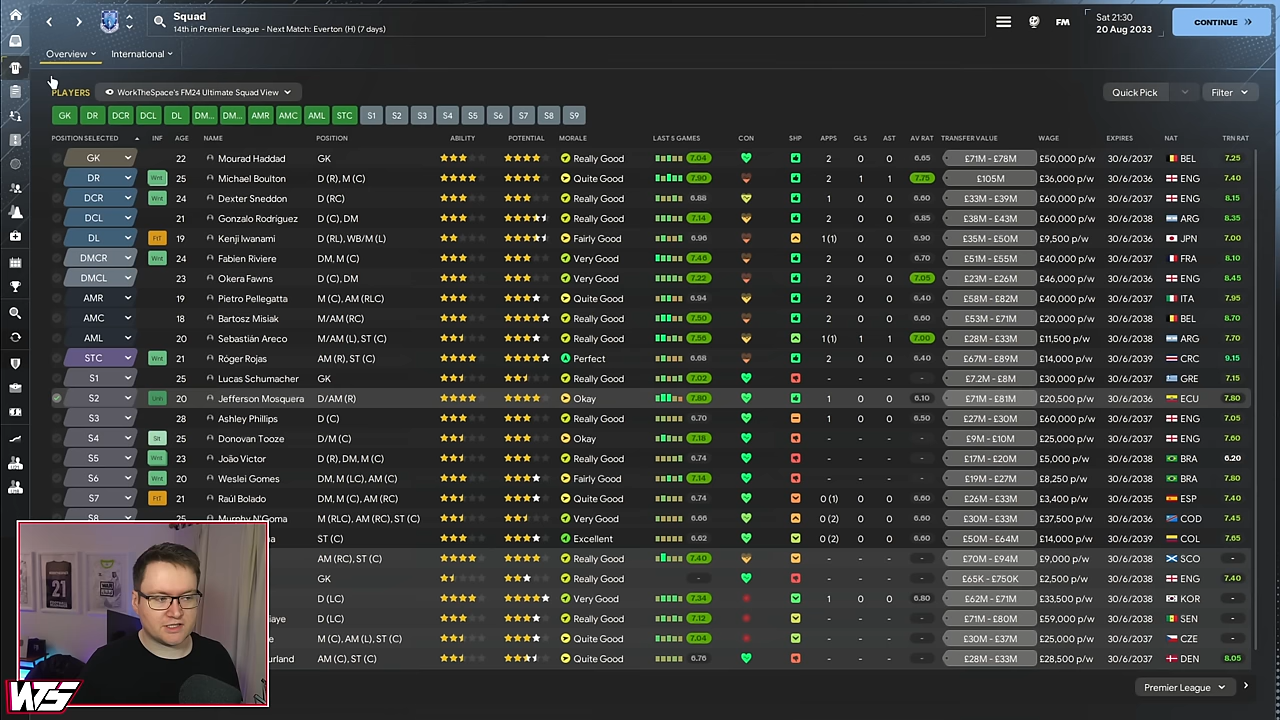 Squad
14th in Premier League - Next Match: Everton (H) (7 days)
FM
Sat 21:30
20 Aug 2033
CONTINUE
Overview
International
PLAYERS
WorkTheSpace's FM24 Ultimate Squad View
Quick Pick
Filter
GK DR DCR DCL DL DM... DM... AMR AMC AML STC S1 S2 S3 S4 S5 S6 S7 S8 S9
POSITION SELECTED INF AGE NAME POSITION ABILITY POTENTIAL MORALE LAST 5 GAMES CON SHP APPS GLS AST AV RAT TRANSFER VALUE WAGE EXPIRES NAT TRN RAT
GK 22 Mourad Haddad GK Really Good 7.04 2 0 0 6.65 £71M - £78M £50,000 p/w 30/6/2037 BEL 7.25
DR Wnt 25 Michael Boulton D (R), M (C) Quite Good 7.90 2 1 1 7.75 £105M £36,000 p/w 30/6/2036 ENG 7.40
DCR Wnt 24 Dexter Sneddon D (RC) Really Good 6.88 1 0 0 6.60 £33M - £39M £60,000 p/w 30/6/2037 ENG 8.15
DCL 21 Gonzalo Rodríguez D (C), DM Really Good 7.14 2 0 0 6.85 £38M - £43M £60,000 p/w 30/6/2038 ARG 8.35
DL FIT 19 Kenji Iwanami D (RL), WB/M (L) Fairly Good 6.96 1 (1) 0 0 6.90 £35M - £50M £9,500 p/w 30/6/2036 JPN 7.00
DMCR Wnt 24 Fabien Riviere DM, M (C) Very Good 7.46 2 0 0 6.70 £51M - £55M £40,000 p/w 30/6/2037 FRA 8.10
DMCL 23 Okera Fawns D (C), DM Very Good 7.22 2 0 0 7.05 £23M - £26M £46,000 p/w 30/6/2036 ENG 8.45
AMR 19 Pietro Pellegatta M (C), AM (RLC) Quite Good 6.94 2 0 0 6.40 £58M - £82M £40,000 p/w 30/6/2037 ITA 7.95
AMC 18 Bartosz Misiak M/AM (RC) Really Good 7.50 2 0 0 6.60 £53M - £71M £20,000 p/w 30/6/2038 BEL 8.70
AML 20 Sebastián Areco M/AM (L), ST (C) Really Good 7.56 1 (1) 1 1 7.00 £28M - £33M £11,500 p/w 30/6/2038 ARG 7.70
STC Wnt 21 Róger Rojas AM (R), ST (C) Perfect 6.68 2 0 0 6.40 £67M - £89M £14,000 p/w 30/6/2039 CRC 9.15
S1 25 Lucas Schumacher GK Really Good 7.02 - - - - £7.2M - £8M £30,000 p/w 30/6/2037 GRE 7.15
S2 20 Jefferson Mosquera D/AM (R) Okay 7.80 1 0 0 6.10 £71M - £81M £20,500 p/w 30/6/2036 ECU 7.80
S3 28 Ashley Phillips D (C) Really Good 6.70 1 0 0 6.50 £27M - £30M £60,000 p/w 30/6/2037 ENG 7.05
S4 Slt 25 Donovan Tooze D/M (C) Okay 7.18 - - - - £9M - £10M £25,000 p/w 30/6/2037 ENG 7.60
S5 Wnt 23 João Victor D (R), DM, M (C) Really Good 6.74 - - - - £17M - £20M £5,000 p/w 30/6/2037 BRA 6.20
S6 Wnt 20 Weslei Gomes DM, M (LC), AM (C) Fairly Good 7.14 - - - - £19M - £27M £8,250 p/w 30/6/2038 BRA 7.80
S7 FIT 21 Raúl Bolado DM, M (C), AM (RC) Quite Good 6.74 0 (1) 0 0 6.60 £26M - £33M £3,400 p/w 30/6/2035 ESP 7.40
S8 25 Murphy N'Goma M (RLC), AM (RC), ST (C) Very Good 6.66 0 (2) 0 0 6.60 £30M - £33M £37,500 p/w 30/6/2036 COD 7.45
ST (C) Excellent 6.62 0 (2) 0 0 6.60 £50M - £64M £14,000 p/w 30/6/2039 COL 7.65
AM (RC), ST (C) Really Good 7.40 - - - - £70M - £94M £9,000 p/w 30/6/2038 SCO -
GK Really Good - - - - - £65K - £750K £2,500 p/w 30/6/2037 ENG 7.40
D (LC) Very Good 7.34 1 0 0 6.80 £62M - £71M £33,500 p/w 30/6/2038 KOR -
aye D (LC) Really Good 7.12 - - - - £71M - £80M £59,000 p/w 30/6/2038 SEN -
M (C), AM (L), ST (C) Quite Good 7.04 - - - - £30M - £37M £25,000 p/w 30/6/2037 CZE -
urland AM (C), ST (C) Quite Good 6.76 - - - - £28M - £33M £28,500 p/w 30/6/2037 DEN 8.05
Premier League
21
WTS